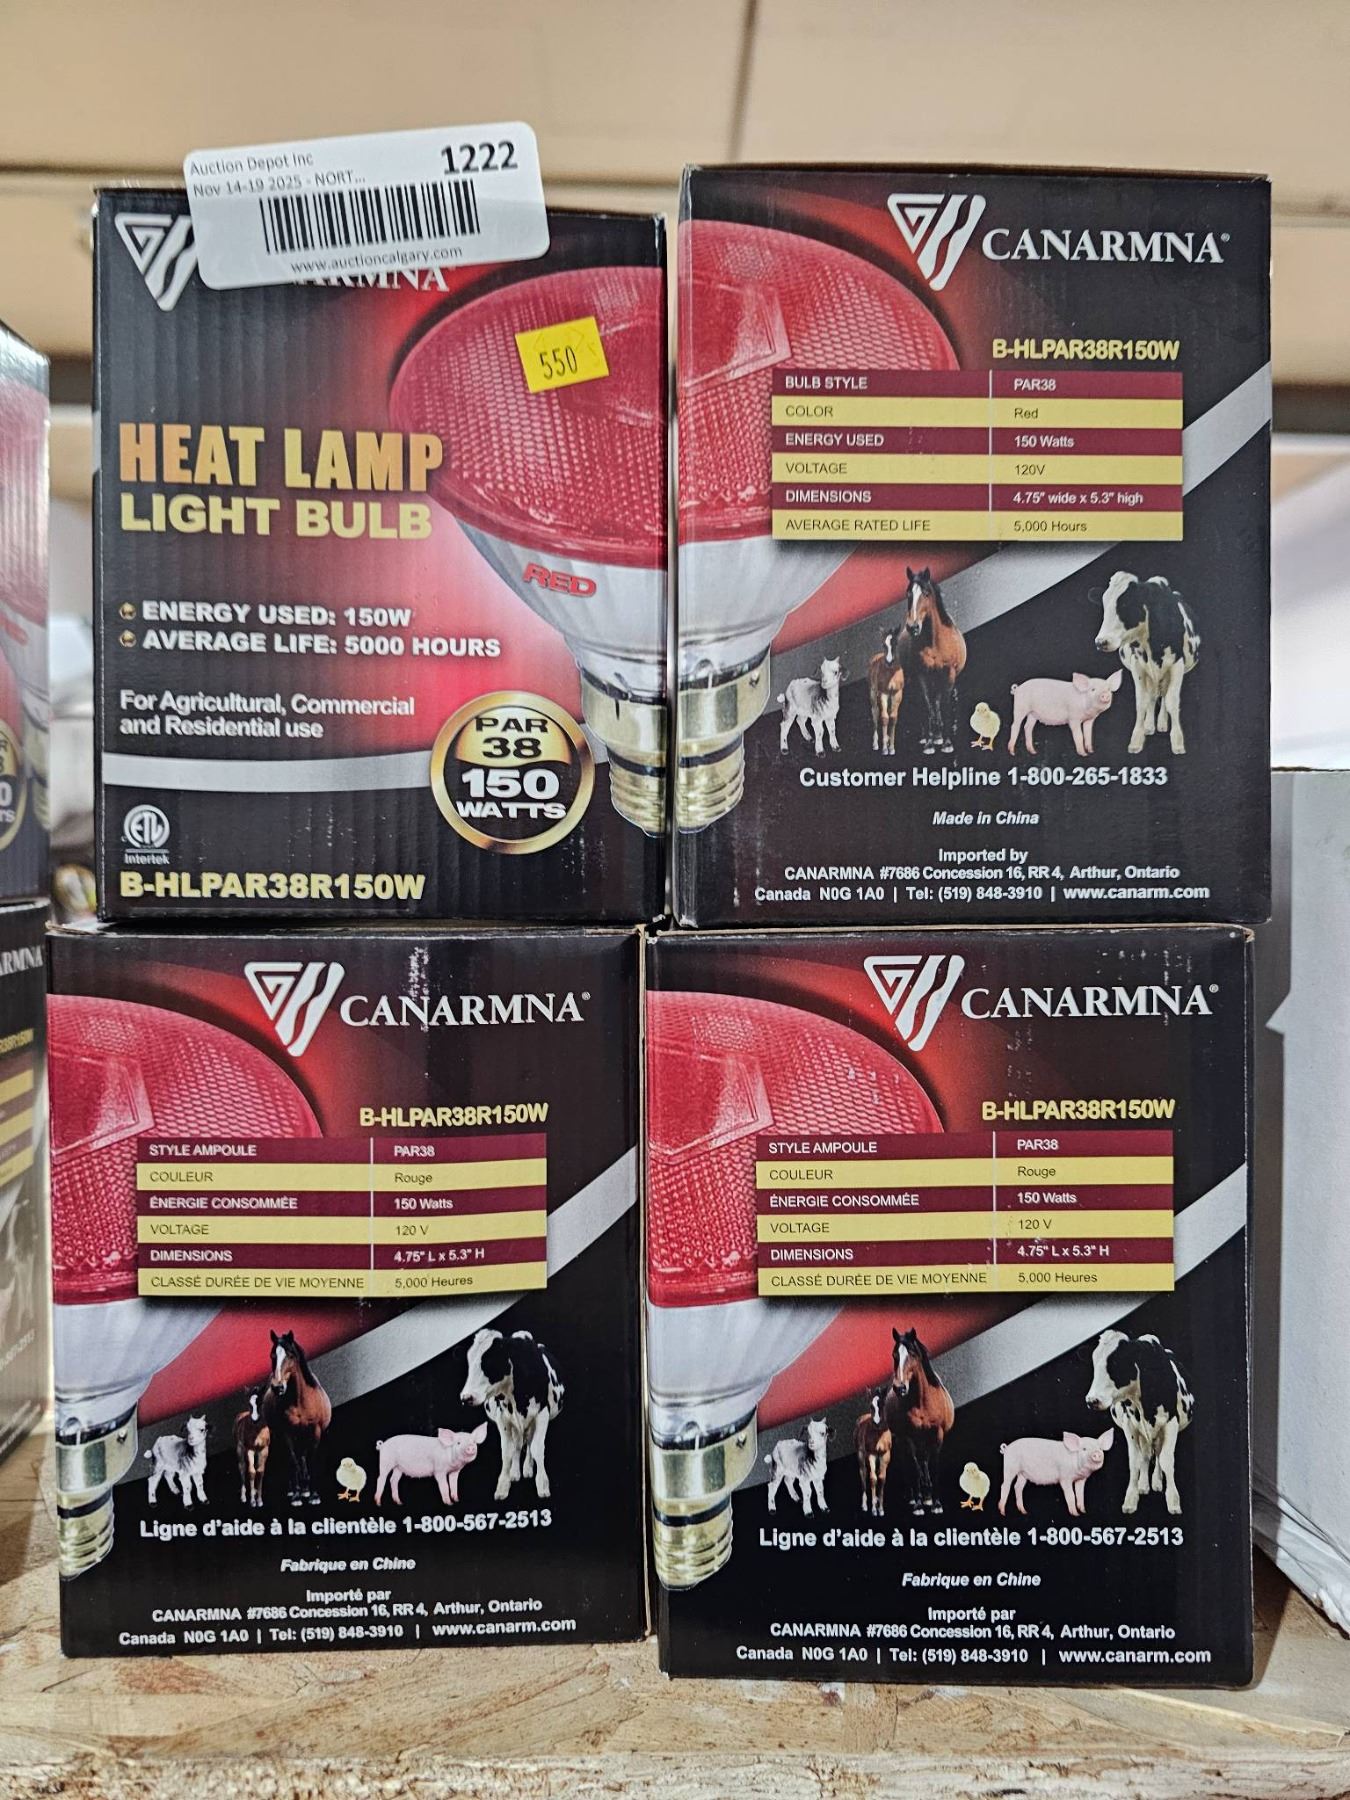 Auction Depot Inc 1222
Nov 14-19 2025 - NORT...
www.auctioncalgary.com
550
HEAT LAMP
LIGHT BULB
RED
ENERGY USED: 150W
AVERAGE LIFE: 5000 HOURS
For Agricultural, Commercial
and Residential use
PAR
38
150
WATTS
ETL
Intertek
B-HLPAR38R150W
CANARMNA®
B-HLPAR38R150W
BULB STYLE PAR38
COLOR Red
ENERGY USED 150 Watts
VOLTAGE 120V
DIMENSIONS 4.75" wide x 5.3" high
AVERAGE RATED LIFE 5,000 Hours
Customer Helpline 1-800-265-1833
Made in China
Imported by
CANARMNA #7686 Concession 16, RR 4, Arthur, Ontario
Canada N0G 1A0 | Tel: (519) 848-3910 | www.canarm.com
CANARMNA®
B-HLPAR38R150W
STYLE AMPOULE PAR38
COULEUR Rouge
ÉNERGIE CONSOMMÉE 150 Watts
VOLTAGE 120 V
DIMENSIONS 4.75" L x 5.3" H
CLASSÉ DURÉE DE VIE MOYENNE 5,000 Heures
Ligne d'aide à la clientèle 1-800-567-2513
Fabrique en Chine
Importé par
CANARMNA #7686 Concession 16, RR 4, Arthur, Ontario
Canada N0G 1A0 | Tel: (519) 848-3910 | www.canarm.com
CANARMNA®
B-HLPAR38R150W
STYLE AMPOULE PAR38
COULEUR Rouge
ÉNERGIE CONSOMMÉE 150 Watts
VOLTAGE 120 V
DIMENSIONS 4.75" L x 5.3" H
CLASSÉ DURÉE DE VIE MOYENNE 5,000 Heures
Ligne d'aide à la clientèle 1-800-567-2513
Fabrique en Chine
Importé par
CANARMNA #7686 Concession 16, RR 4, Arthur, Ontario
Canada N0G 1A0 | Tel: (519) 848-3910 | www.canarm.com